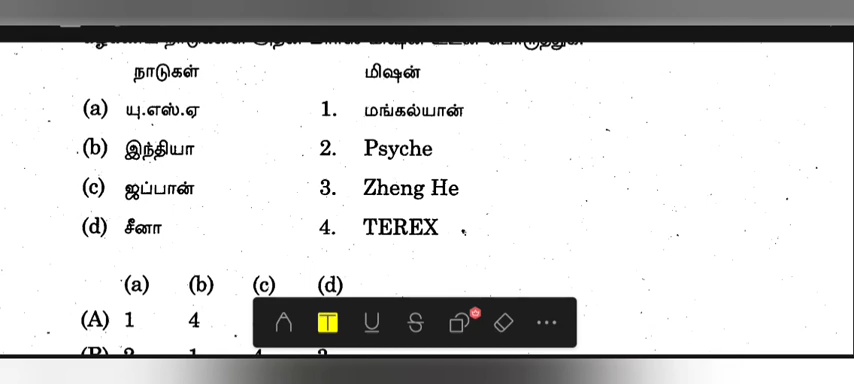 நாடுகள் மிஷன்
(a) யு.எஸ்.ஏ 1. மங்கல்யான்
(b) இந்தியா 2. Psyche
(c) ஜப்பான் 3. Zheng He
(d) சீனா 4. TEREX
(a) (b) (c) (d)
(A) 1 4